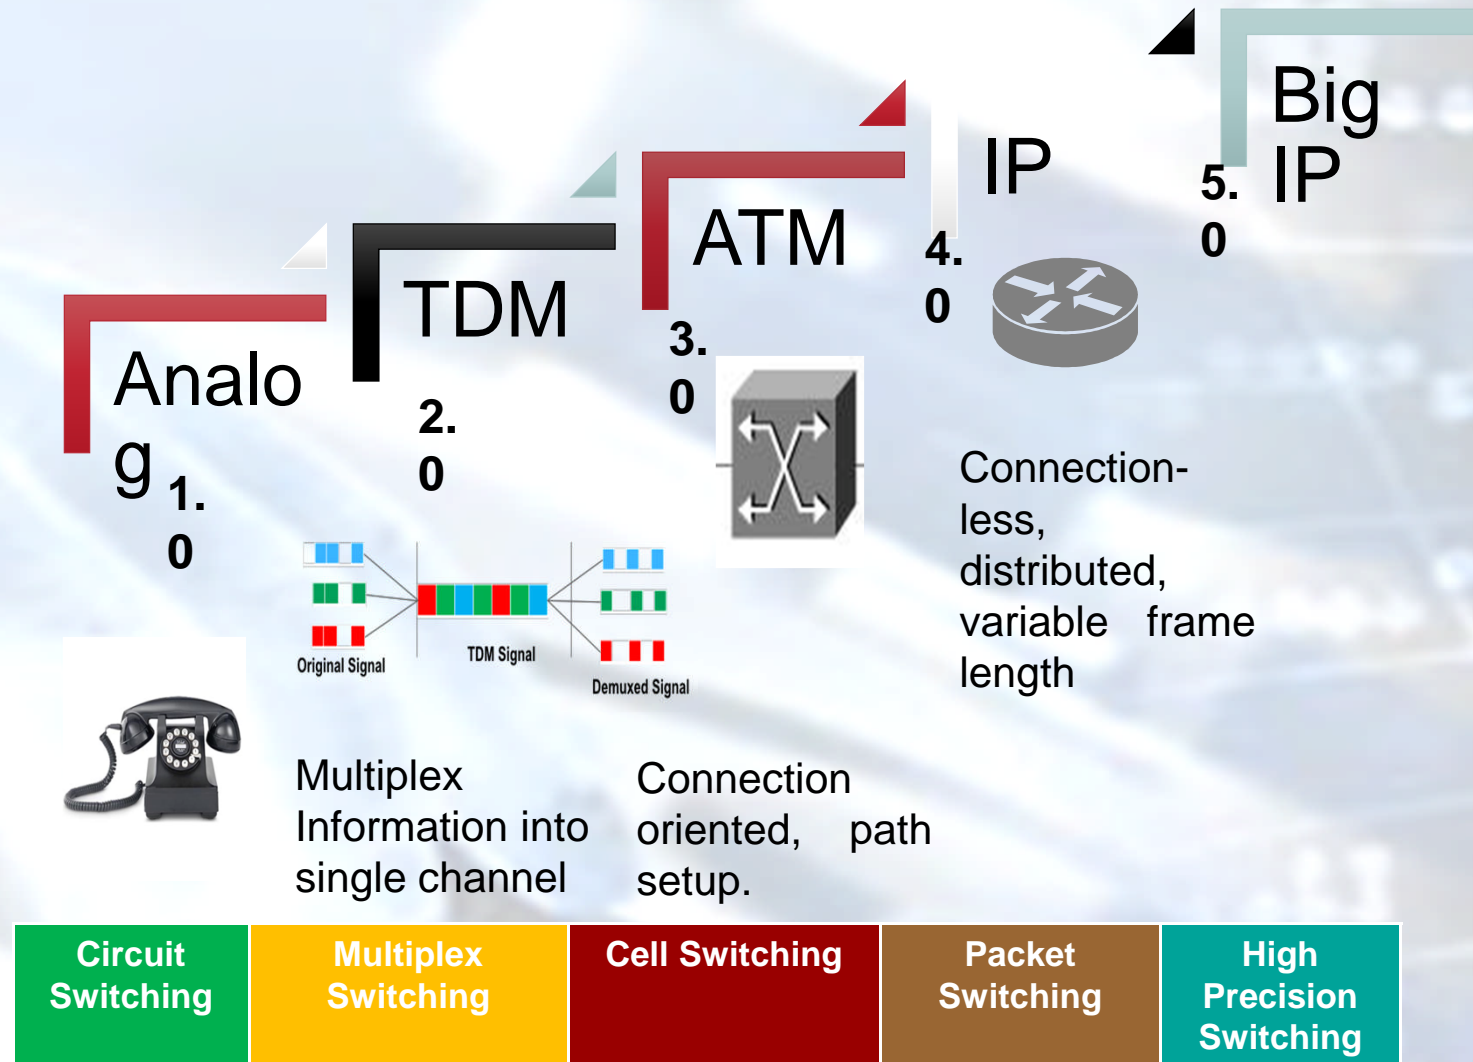 Analo
g
1.
0
TDM
2.
0
Original Signal
TDM Signal
Demuxed Signal
Multiplex
Information into
single channel
ATM
3.
0
Connection
oriented, path
setup.
IP
4.
0
Connection-
less,
distributed,
variable frame
length
Big
IP
5.
0
Circuit
Switching
Multiplex
Switching
Cell Switching
Packet
Switching
High
Precision
Switching